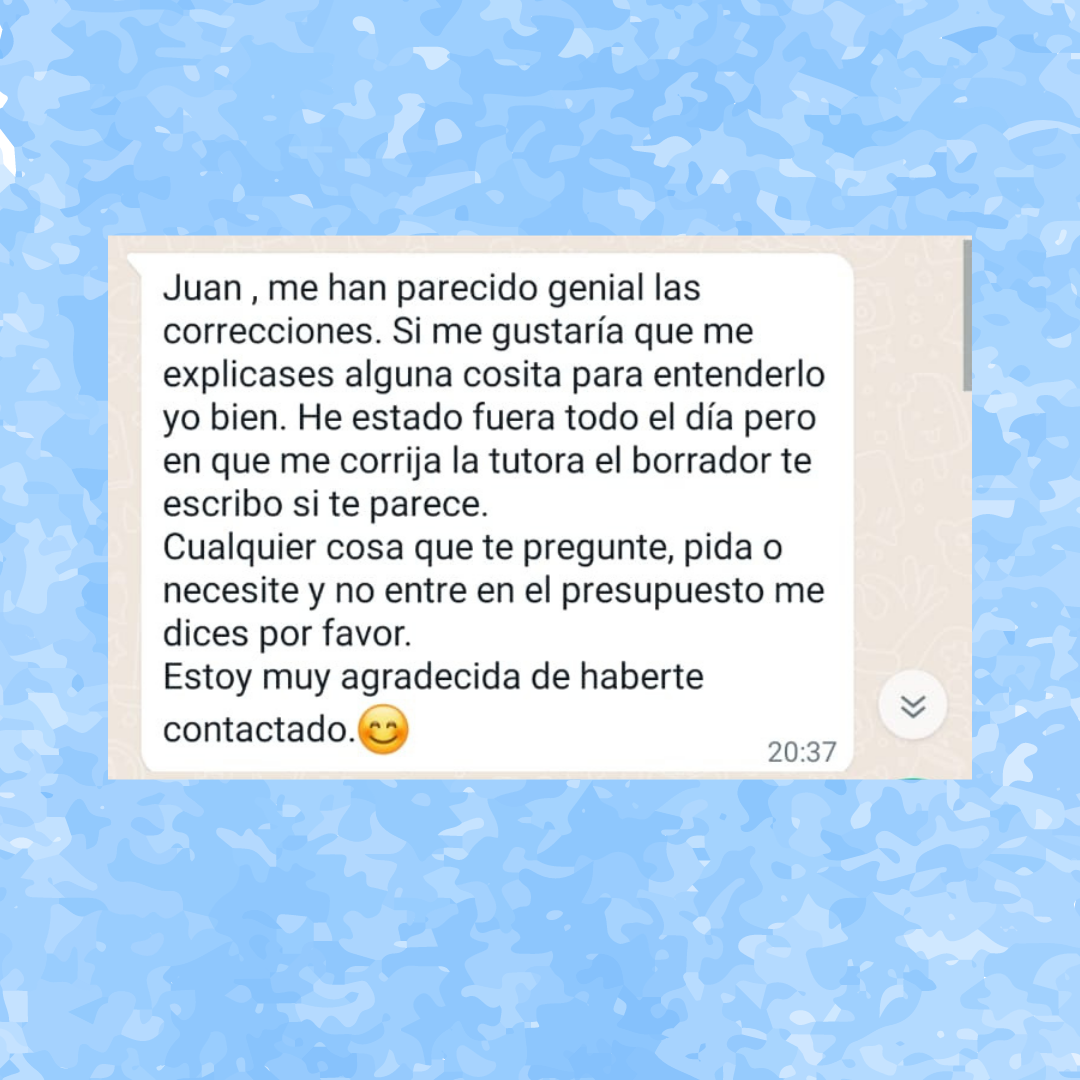 Juan , me han parecido genial las
correcciones. Si me gustaría que me
explicases alguna cosita para entenderlo
yo bien. He estado fuera todo el día pero
en que me corrija la tutora el borrador te
escribo si te parece.
Cualquier cosa que te pregunte, pida o
necesite y no entre en el presupuesto me
dices por favor.
Estoy muy agradecida de haberte
contactado.😊
20:37